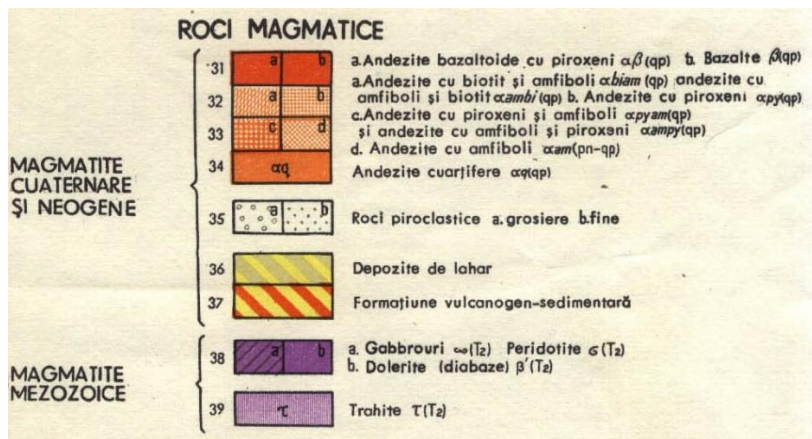 ROCI MAGMATICE
MAGMATITE
CUATERNARE
ȘI NEOGENE
31 a b a.Andezite bazaltoide cu piroxeni αβ(qp) b. Bazalte β(qp)
a.Andezite cu biotit și amfiboli αbiam (qp) andezite cu
32 a b amfiboli și biotit αambi (qp) b. Andezite cu piroxeni αpy(qp)
c.Andezite cu piroxeni și amfiboli αpyam(qp)
33 c d și andezite cu amfiboli și piroxeni αampy(qp)
d. Andezite cu amfiboli αam(pn-qp)
34 αq Andezite cuarțifere αq(qp)
35 a b Roci piroclastice a.grosiere b.fine
36 Depozite de lahar
37 Formațiune vulcanogen-sedimentară
MAGMATITE
MEZOZOICE
38 a b a. Gabbrouri ∞(T2) Peridotite σ(T2)
b. Dolerite (diabaze) β'(T2)
39 τ Trahite τ(T2)